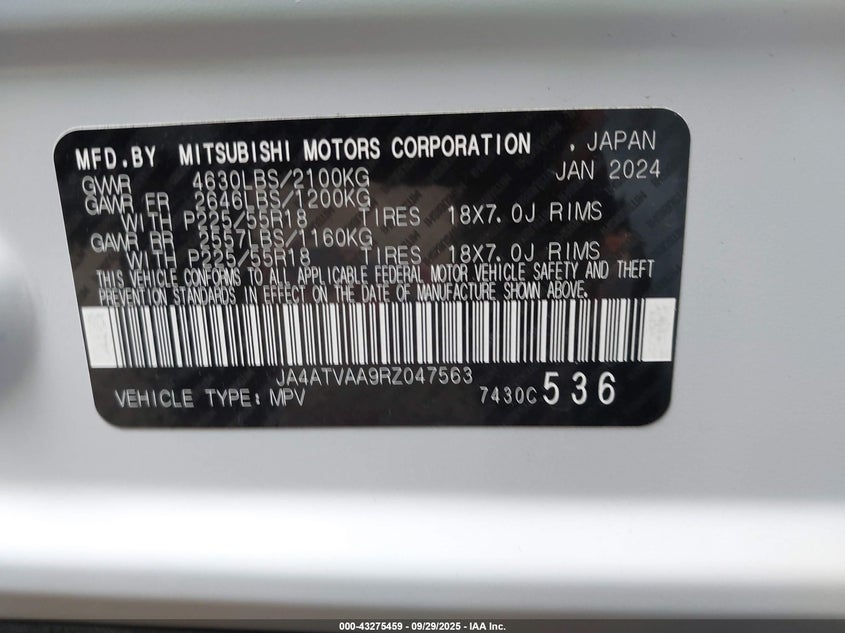 MFD.BY MITSUBISHI MOTORS CORPORATION . JAPAN
GVWR 4630LBS/2100KG JAN 2024
GAWR FR 2646LBS/1200KG
WITH P225/55R18 TIRES 18X7.0J RIMS
GAWR RR 2557LBS/1160KG
WITH P225/55R18 TIRES 18X7.0J RIMS
THIS VEHICLE CONFORMS TO ALL APPLICABLE FEDERAL MOTOR VEHICLE SAFETY AND THEFT
PREVENTION STANDARDS IN EFFECT ON THE DATE OF MANUFACTURE SHOWN ABOVE.
JA4ATVAA9RZ047563
VEHICLE TYPE: MPV 7430C 536
000-43275459 - 09/29/2025 - IAA Inc.